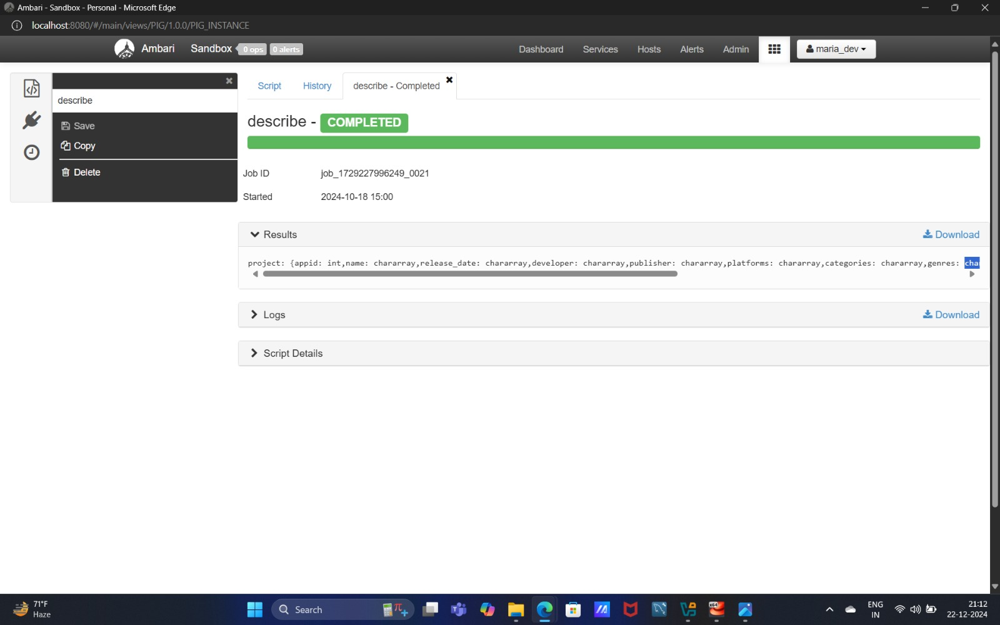 Ambari - Sandbox - Personal - Microsoft Edge
localhost:8080/#/main/views/PIG/1.0.0/PIG_INSTANCE
Ambari Sandbox 0 ops 0 alerts Dashboard Services Hosts Alerts Admin maria_dev
describe
Save
Copy
Delete
Script History describe - Completed
describe - COMPLETED
Job ID job_1729227996249_0021
Started 2024-10-18 15:00
Results Download
project: {appid: int,name: chararray,release_date: chararray,developer: chararray,publisher: chararray,platforms: chararray,categories: chararray,genres: cha
Logs Download
Script Details
71°F
Haze
Search
x64
ENG
IN
21:12
22-12-2024